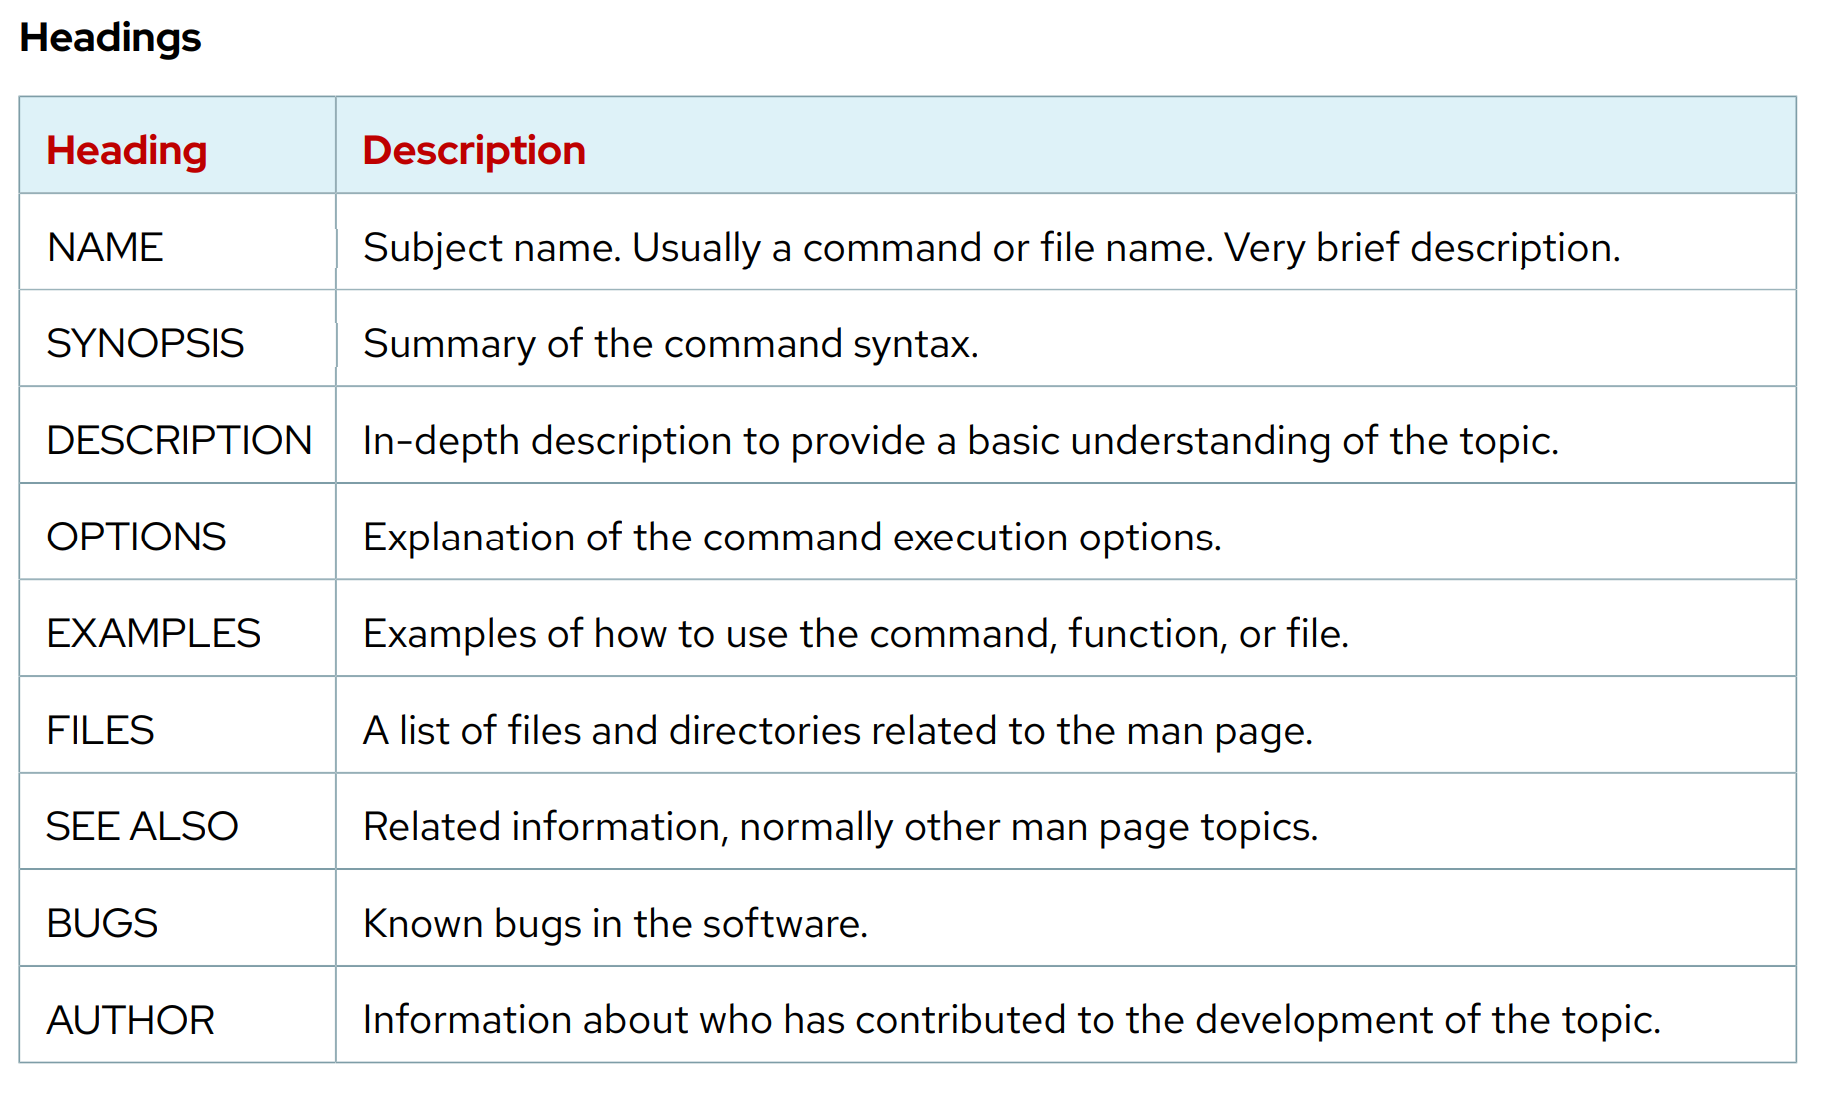 Headings
Heading Description
NAME Subject name. Usually a command or file name. Very brief description.
SYNOPSIS Summary of the command syntax.
DESCRIPTION In-depth description to provide a basic understanding of the topic.
OPTIONS Explanation of the command execution options.
EXAMPLES Examples of how to use the command, function, or file.
FILES A list of files and directories related to the man page.
SEE ALSO Related information, normally other man page topics.
BUGS Known bugs in the software.
AUTHOR Information about who has contributed to the development of the topic.